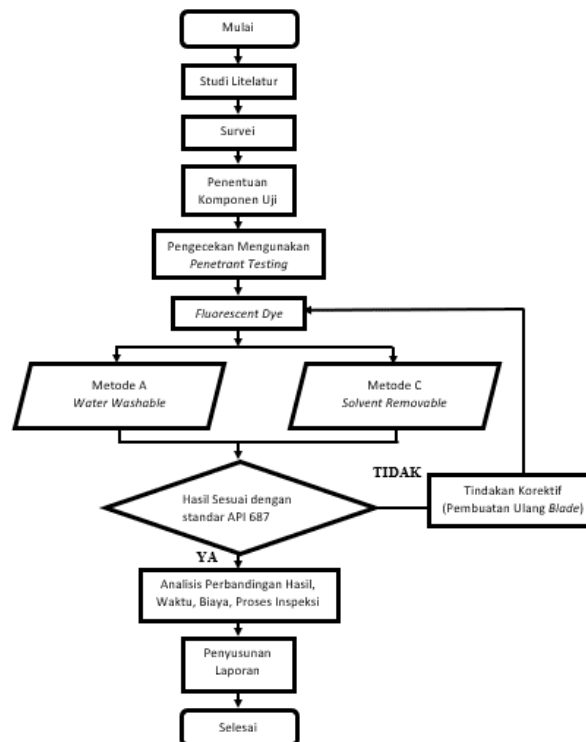 Mulai
Studi Litelatur
Survei
Penentuan
Komponen Uji
Pengecekan Mengunakan
Penetrant Testing
Fluorescent Dye
Metode A
Water Washable
Metode C
Solvent Removable
Hasil Sesuai dengan
standar API 687
TIDAK
Tindakan Korektif
(Pembuatan Ulang Blade)
YA
Analisis Perbandingan Hasil,
Waktu, Biaya, Proses Inspeksi
Penyusunan
Laporan
Selesai